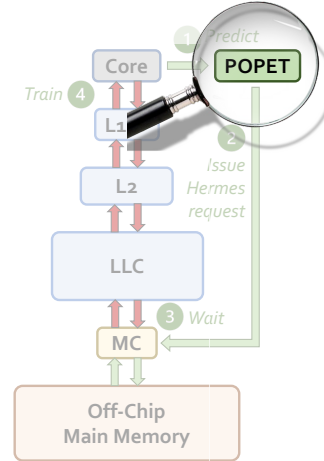 1 Predict
Core
POPET
Train 4
L1
2
Issue
Hermes
request
L2
LLC
3 Wait
MC
Off-Chip
Main Memory